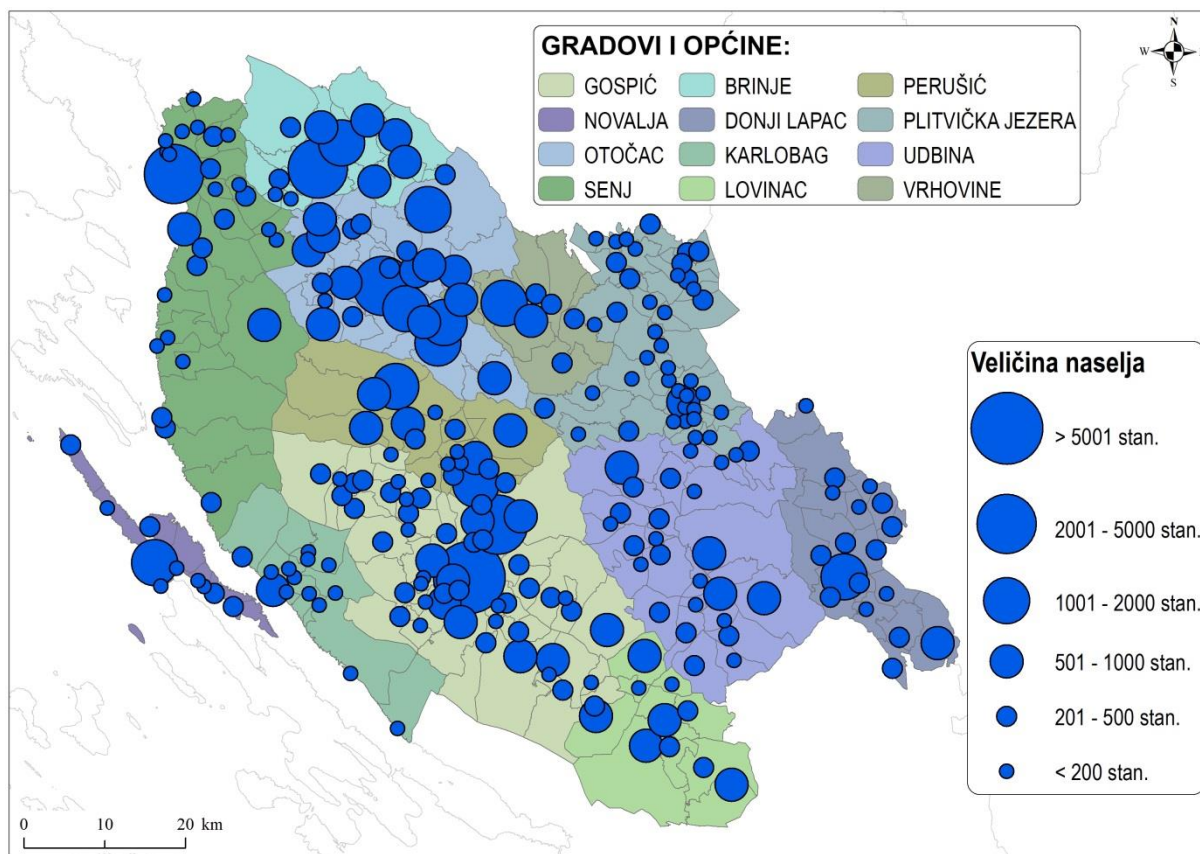 GRADOVI I OPĆINE:
GOSPIĆ BRINJE PERUŠIĆ
NOVALJA DONJI LAPAC PLITVIČKA JEZERA
OTOČAC KARLOBAG UDBINA
SENJ LOVINAC VRHOVINE
N
W
S
Veličina naselja
> 5001 stan.
2001 - 5000 stan.
1001 - 2000 stan.
501 - 1000 stan.
201 - 500 stan.
< 200 stan.
0 10 20 km